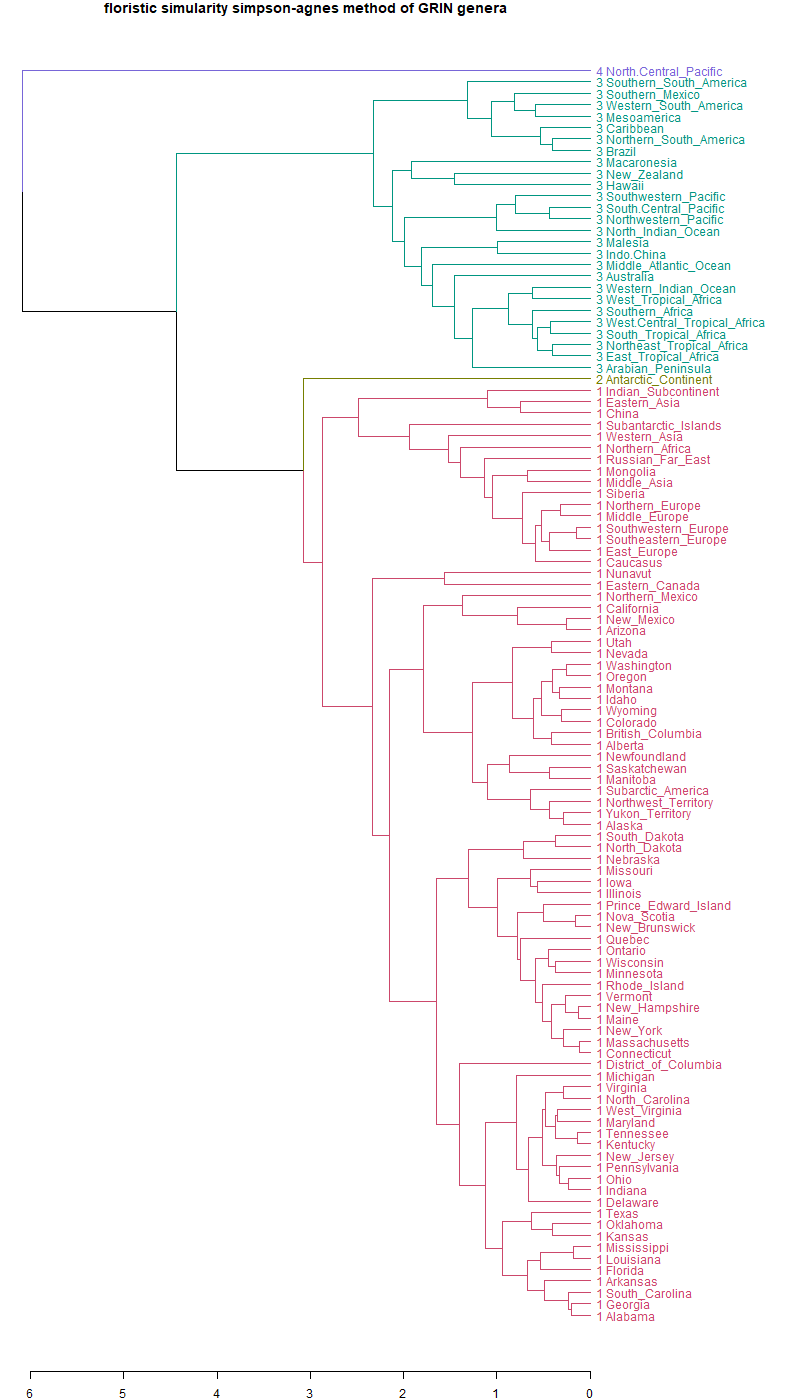 floristic simularity simpson-agnes method of GRIN genera
4 North.Central_Pacific
3 Southern_South_America
3 Southern_Mexico
3 Western_South_America
3 Mesoamerica
3 Caribbean
3 Northern_South_America
3 Brazil
3 Macaronesia
3 New_Zealand
3 Hawaii
3 Southwestern_Pacific
3 South.Central_Pacific
3 Northwestern_Pacific
3 North_Indian_Ocean
3 Malesia
3 Indo.China
3 Middle_Atlantic_Ocean
3 Australia
3 Western_Indian_Ocean
3 West_Tropical_Africa
3 Southern_Africa
3 West.Central_Tropical_Africa
3 South_Tropical_Africa
3 Northeast_Tropical_Africa
3 East_Tropical_Africa
3 Arabian_Peninsula
2 Antarctic_Continent
1 Indian_Subcontinent
1 Eastern_Asia
1 China
1 Subantarctic_Islands
1 Western_Asia
1 Northern_Africa
1 Russian_Far_East
1 Mongolia
1 Middle_Asia
1 Siberia
1 Northern_Europe
1 Middle_Europe
1 Southwestern_Europe
1 Southeastern_Europe
1 East_Europe
1 Caucasus
1 Nunavut
1 Eastern_Canada
1 Northern_Mexico
1 California
1 New_Mexico
1 Arizona
1 Utah
1 Nevada
1 Washington
1 Oregon
1 Montana
1 Idaho
1 Wyoming
1 Colorado
1 British_Columbia
1 Alberta
1 Newfoundland
1 Saskatchewan
1 Manitoba
1 Subarctic_America
1 Northwest_Territory
1 Yukon_Territory
1 Alaska
1 South_Dakota
1 North_Dakota
1 Nebraska
1 Missouri
1 Iowa
1 Illinois
1 Prince_Edward_Island
1 Nova_Scotia
1 New_Brunswick
1 Quebec
1 Ontario
1 Wisconsin
1 Minnesota
1 Rhode_Island
1 Vermont
1 New_Hampshire
1 Maine
1 New_York
1 Massachusetts
1 Connecticut
1 District_of_Columbia
1 Michigan
1 Virginia
1 North_Carolina
1 West_Virginia
1 Maryland
1 Tennessee
1 Kentucky
1 New_Jersey
1 Pennsylvania
1 Ohio
1 Indiana
1 Delaware
1 Texas
1 Oklahoma
1 Kansas
1 Mississippi
1 Louisiana
1 Florida
1 Arkansas
1 South_Carolina
1 Georgia
1 Alabama
6 5 4 3 2 1 0